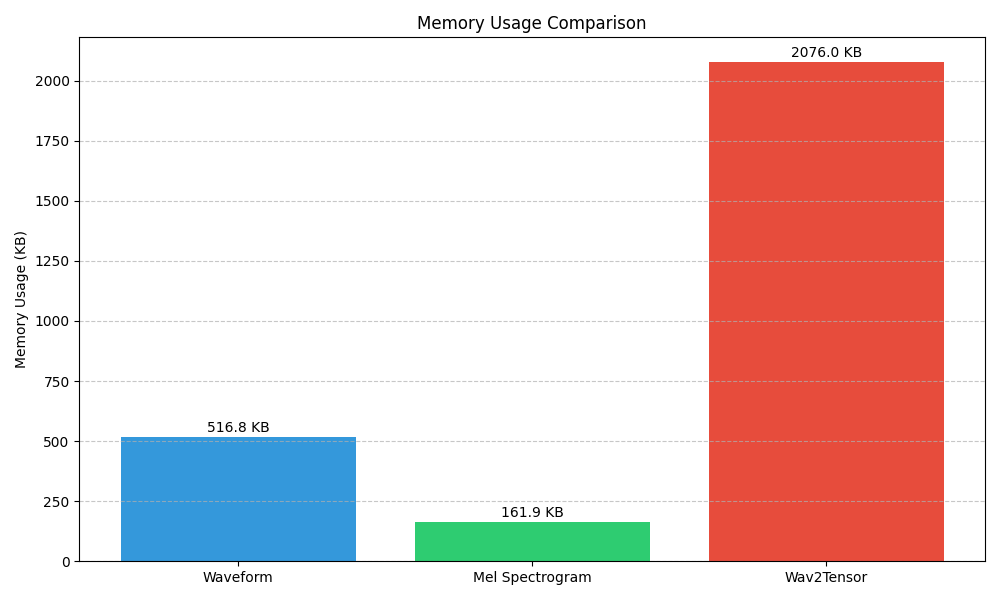 Memory Usage Comparison
Memory Usage (KB)
2000
1750
1500
1250
1000
750
500
250
0
516.8 KB
161.9 KB
2076.0 KB
Waveform
Mel Spectrogram
Wav2Tensor